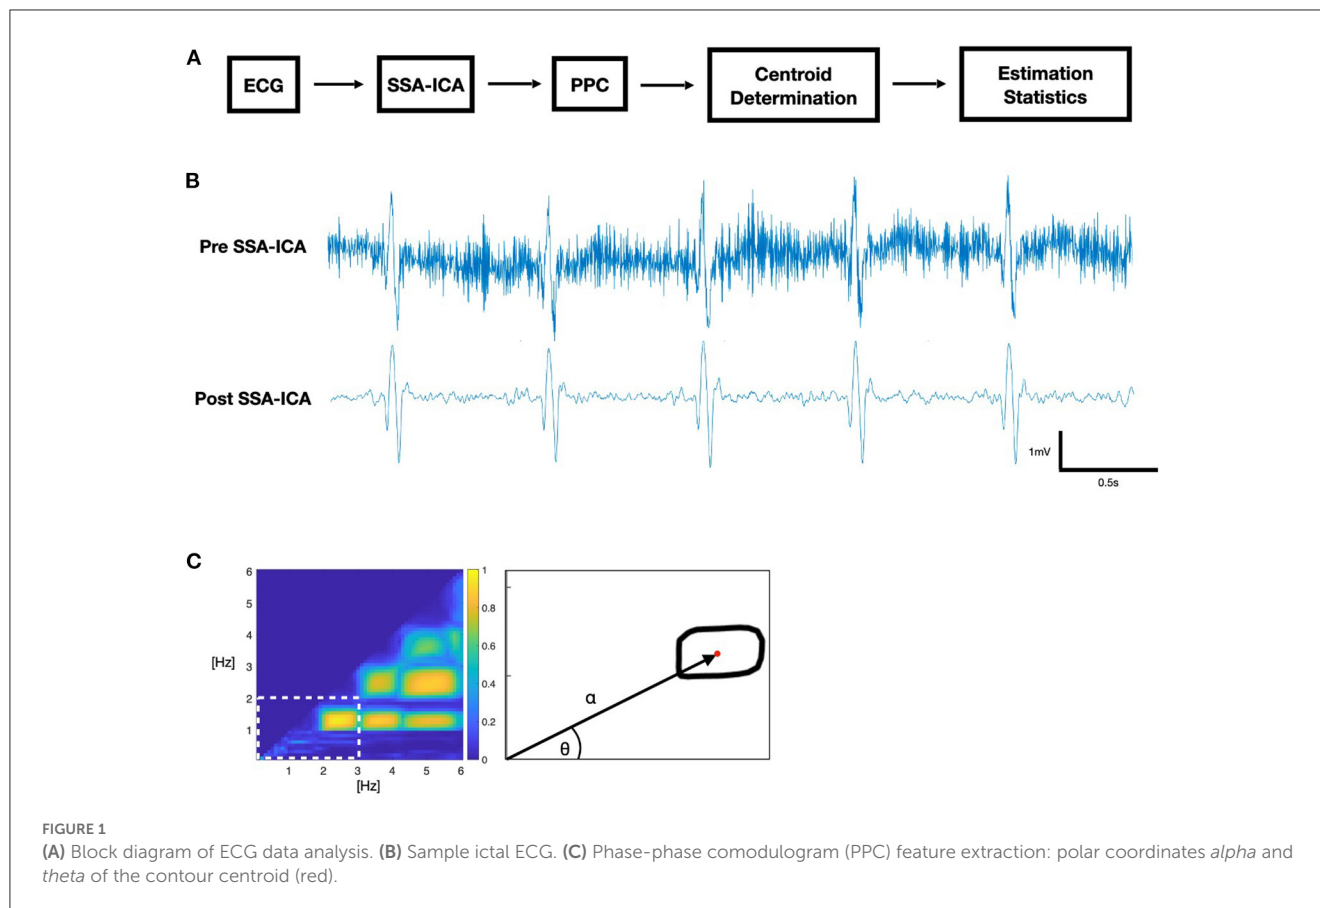 A
ECG
SSA-ICA
PPC
Centroid
Determination
Estimation
Statistics
B
Pre SSA-ICA
Post SSA-ICA
1mV
0.5s
C
6
5
4
3
2
1
[Hz]
1 2 3 4 5 6
[Hz]
1
0.8
0.6
0.4
0.2
0
α
θ
FIGURE 1
(A) Block diagram of ECG data analysis. (B) Sample ictal ECG. (C) Phase-phase comodulogram (PPC) feature extraction: polar coordinates alpha and
theta of the contour centroid (red).